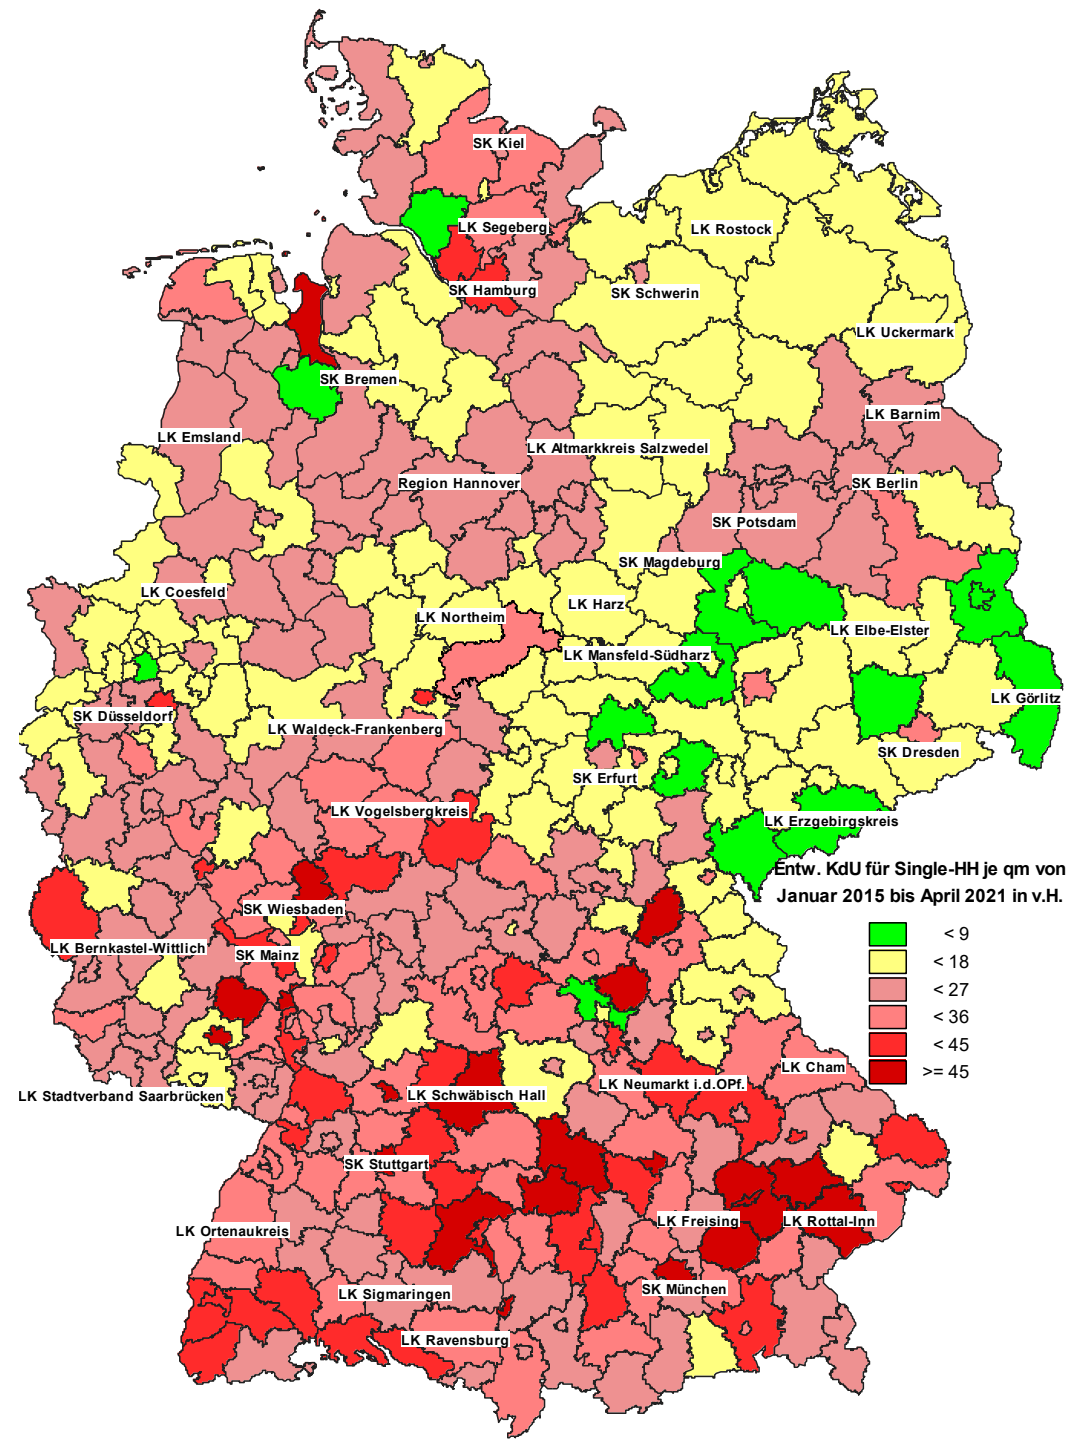 SK Kiel
LK Segeberg
LK Rostock
SK Hamburg
SK Schwerin
LK Uckermark
SK Bremen
LK Barnim
LK Emsland
LK Altmarkkreis Salzwedel
Region Hannover
SK Berlin
SK Potsdam
SK Magdeburg
LK Coesfeld
LK Harz
LK Northeim
LK Elbe-Elster
LK Mansfeld-Südharz
LK Görlitz
SK Düsseldorf
LK Waldeck-Frankenberg
SK Dresden
SK Erfurt
LK Vogelsbergkreis
LK Erzgebirgskreis
Entw. KdU für Single-HH je qm von
Januar 2015 bis April 2021 in v.H.
SK Wiesbaden
< 9
LK Bernkastel-Wittlich
SK Mainz
< 18
< 27
< 36
< 45
>= 45
LK Cham
LK Neumarkt i.d.OPf.
LK Stadtverband Saarbrücken
LK Schwäbisch Hall
SK Stuttgart
LK Freising
LK Rottal-Inn
LK Ortenaukreis
LK Sigmaringen
SK München
LK Ravensburg